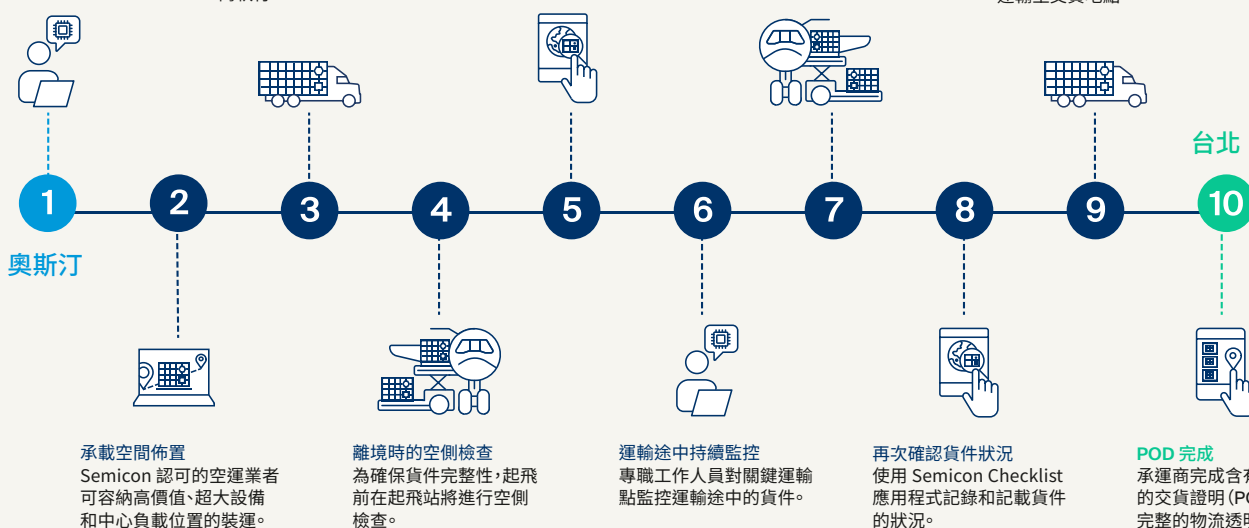 台北
1
2
3
4
5
6
7
8
9
10
奧斯汀
承載空間佈置
Semicon 認可的空運業者
可容納高價值、超大設備
和中心負載位置的裝運。
離境時的空側檢查
為確保貨件完整性，起飛
前在起飛站將進行空側
檢查。
運輸途中持續監控
專職工作人員對關鍵運輸
點監控運輸途中的貨件。
再次確認貨件狀況
使用 Semicon Checklist
應用程式記錄和記載貨件
的狀況。
POD 完成
承運商完成含有
的交貨證明（PO
完整的物流透明